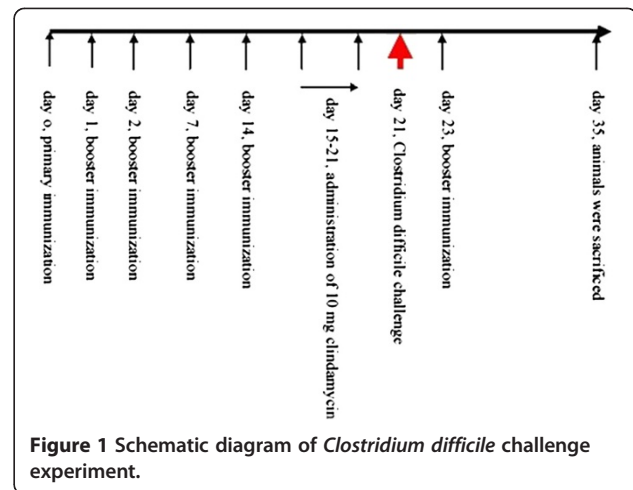 day 0, primary immunization
day 1, booster immunization
day 2, booster immunization
day 7, booster immunization
day 14, booster immunization
day 15-21, administration of 10 mg clindamycin
day 21, Clostridium difficile challenge
day 23, booster immunization
day 35, animals were sacrificed
Figure 1 Schematic diagram of Clostridium difficile challenge
experiment.